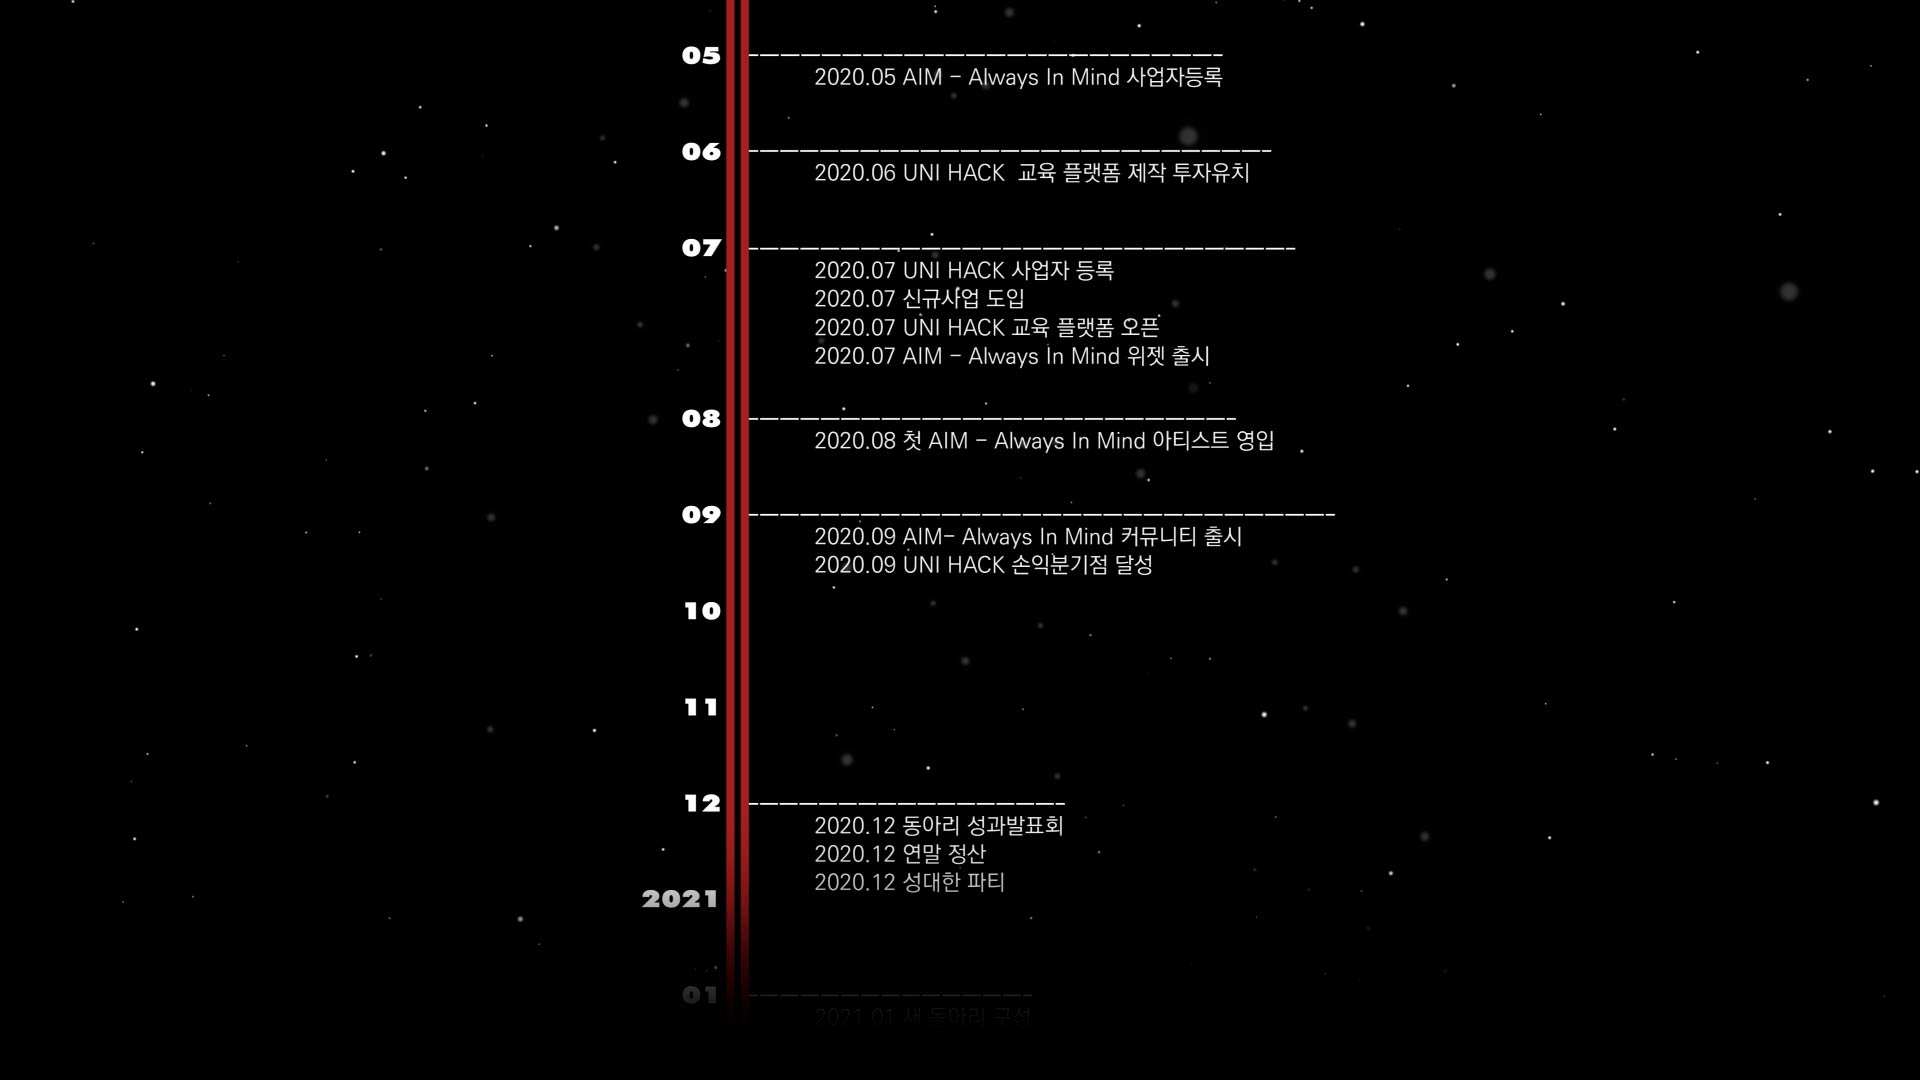 05
2020.05 AIM - Always In Mind 사업자등록
06
2020.06 UNI HACK 교육 플랫폼 제작 투자유치
07
2020.07 UNI HACK 사업자 등록
2020.07 신규사업 도입
2020.07 UNI HACK 교육 플랫폼 오픈
2020.07 AIM - Always In Mind 위젯 출시
08
2020.08 첫 AIM - Always In Mind 아티스트 영입
09
2020.09 AIM- Always In Mind 커뮤니티 출시
2020.09 UNI HACK 손익분기점 달성
10
11
12
2020.12 동아리 성과발표회
2020.12 연말 정산
2020.12 성대한 파티
2021
01
2021.01 새 동아리 구성